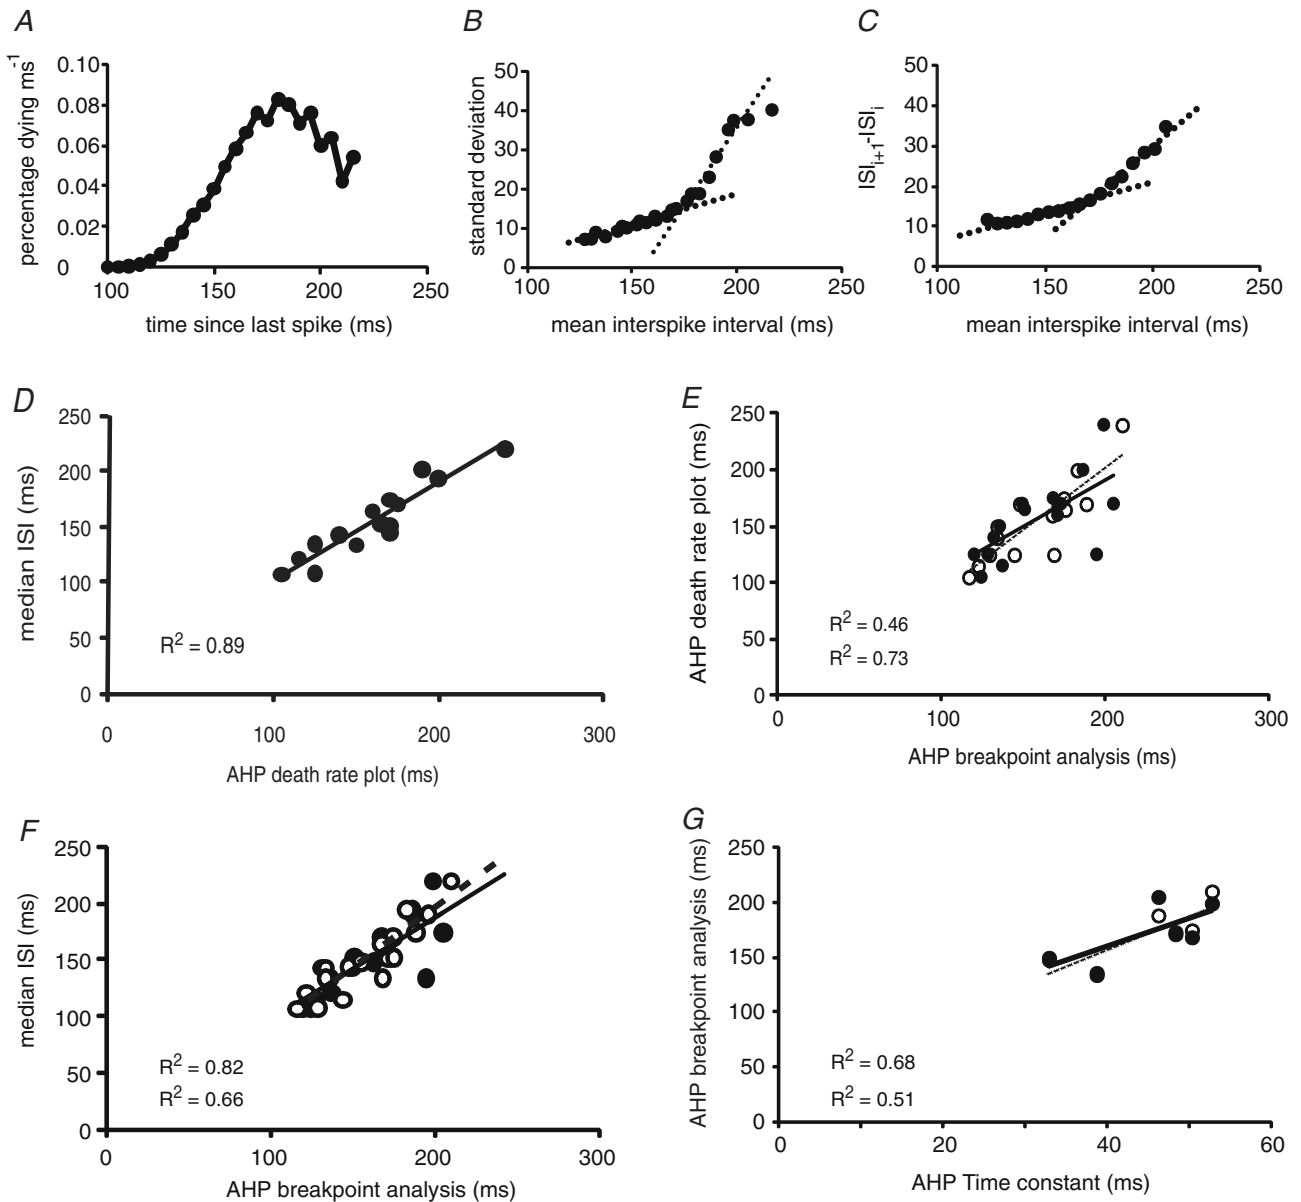 A
percentage dying ms⁻¹
0.10
0.08
0.06
0.04
0.02
0
100 150 200 250
time since last spike (ms)
B
standard deviation
50
40
30
20
10
0
100 150 200 250
mean interspike interval (ms)
C
ISIᵢ₊₁-ISIᵢ
50
40
30
20
10
0
100 150 200 250
mean interspike interval (ms)
D
median ISI (ms)
250
200
150
100
50
0
R² = 0.89
0 100 200 300
AHP death rate plot (ms)
E
AHP death rate plot (ms)
250
200
150
100
50
0
R² = 0.46
R² = 0.73
0 100 200 300
AHP breakpoint analysis (ms)
F
median ISI (ms)
250
200
150
100
50
0
R² = 0.82
R² = 0.66
0 100 200 300
AHP breakpoint analysis (ms)
G
AHP breakpoint analysis (ms)
250
200
150
100
50
0
R² = 0.68
R² = 0.51
0 20 40 60
AHP Time constant (ms)